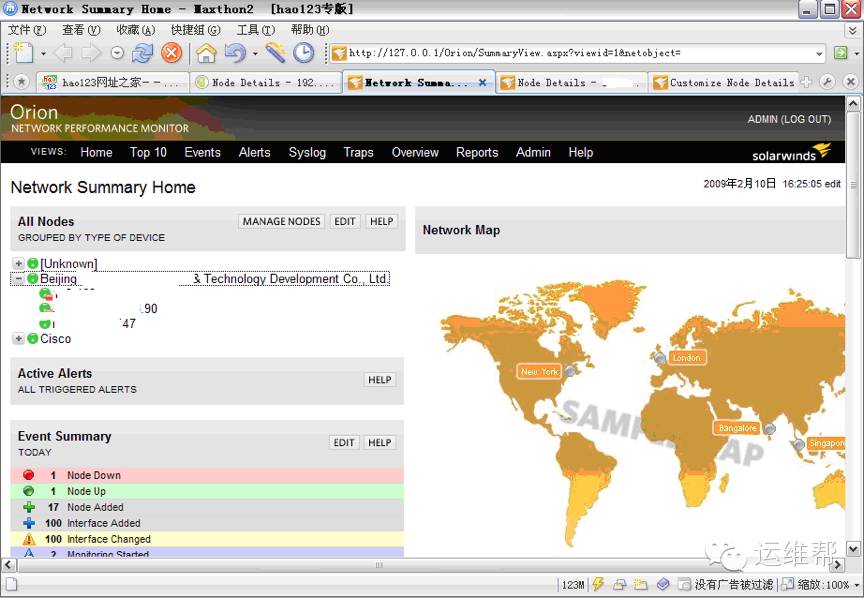 Network Summary Home - Maxthon2 [hao123专版]
文件(F) 查看(V) 收藏(A) 快捷组(G) 工具(T) 帮助(H)
http://127.0.0.1/Orion/SummaryView.aspx?viewid=1&netobject=
hao123网址之家--... Node Details - 192.... Network Summa... Node Details - Customize Node Details
Orion
NETWORK PERFORMANCE MONITOR
ADMIN (LOG OUT)
VIEWS: Home Top 10 Events Alerts Syslog Traps Overview Reports Admin Help
solarwinds
Network Summary Home
2009年2月10日 16:25:05 edit
All Nodes MANAGE NODES EDIT HELP
GROUPED BY TYPE OF DEVICE
Network Map
[Unknown]
Beijing & Technology Development Co., Ltd.
.90
47
Cisco
New York
London
Bangalore
Singapor
SAMP AP
Active Alerts HELP
ALL TRIGGERED ALERTS
Event Summary EDIT HELP
TODAY
1 Node Down
1 Node Up
17 Node Added
100 Interface Added
100 Interface Changed
2 Monitoring Started
运维帮
123M 没有广告被过滤 缩放:100%